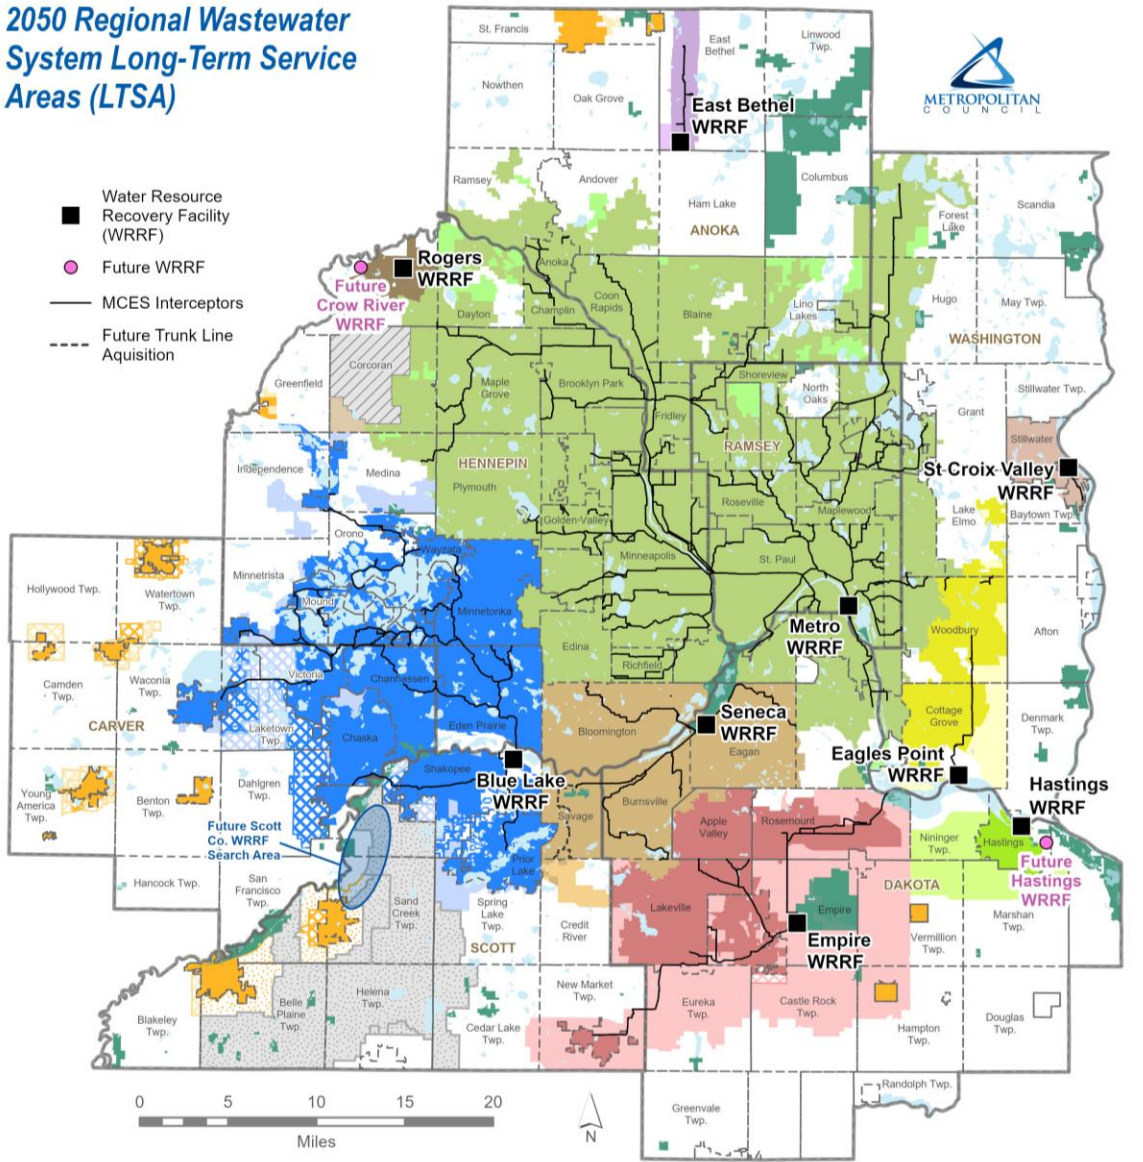 2050 Regional Wastewater
System Long-Term Service
Areas (LTSA)
METROPOLITAN
COUNCIL
Water Resource
Recovery Facility
(WRRF)
Future WRRF
MCES Interceptors
Future Trunk Line
Aquisition
St. Francis
East
Bethel
Linwood
Twp.
Nowthen
Oak Grove
East Bethel
WRRF
Ramsey
Andover
Columbus
Ham Lake
ANOKA
Forest
Lake
Scandia
Rogers
WRRF
Future
Crow River
WRRF
Anoka
Dayton
Champlin
Coon
Rapids
Blaine
Lino
Lakes
Hugo
May Twp.
WASHINGTON
Corcoran
Greenfield
Maple
Grove
Brooklyn Park
Shoreview
North
Oaks
Stillwater Twp.
Grant
Fridley
RAMSEY
Stillwater
HENNEPIN
Independence
Medina
St Croix Valley
WRRF
Plymouth
Roseville
Maplewood
Lake
Elmo
Baytown Twp.
Golden Valley
Orono
Wayzata
Minneapolis
St. Paul
Minnetrista
Hollywood Twp.
Watertown
Twp.
Mound
Minnetonka
Metro
WRRF
Woodbury
Afton
Edina
Richfield
Camden
Twp.
Waconia
Twp.
Victoria
Chanhassen
CARVER
Laketown
Twp.
Chaska
Eden Prairie
Bloomington
Seneca
WRRF
Eagan
Cottage
Grove
Denmark
Twp.
Eagles Point
WRRF
Shakopee
Blue Lake
WRRF
Hastings
WRRF
Young
America
Twp.
Benton
Twp.
Dahlgren
Twp.
Burnsville
Savage
Apple
Valley
Rosemount
Future Scott
Co. WRRF
Search Area
Nininger
Twp.
Hastings
Prior
Lake
Future
Hastings
WRRF
Hancock Twp.
San
Francisco
Twp.
DAKOTA
Sand
Creek
Twp.
Spring
Lake
Twp.
Credit
River
Lakeville
Empire
Marshan
Twp.
SCOTT
Empire
WRRF
Vermillion
Twp.
Helena
Twp.
New Market
Twp.
Belle
Plaine
Twp.
Eureka
Twp.
Castle Rock
Twp.
Blakeley
Twp.
Cedar Lake
Twp.
Hampton
Twp.
Douglas
Twp.
Randolph Twp.
Greenvale
Twp.
0 5 10 15 20
Miles
N